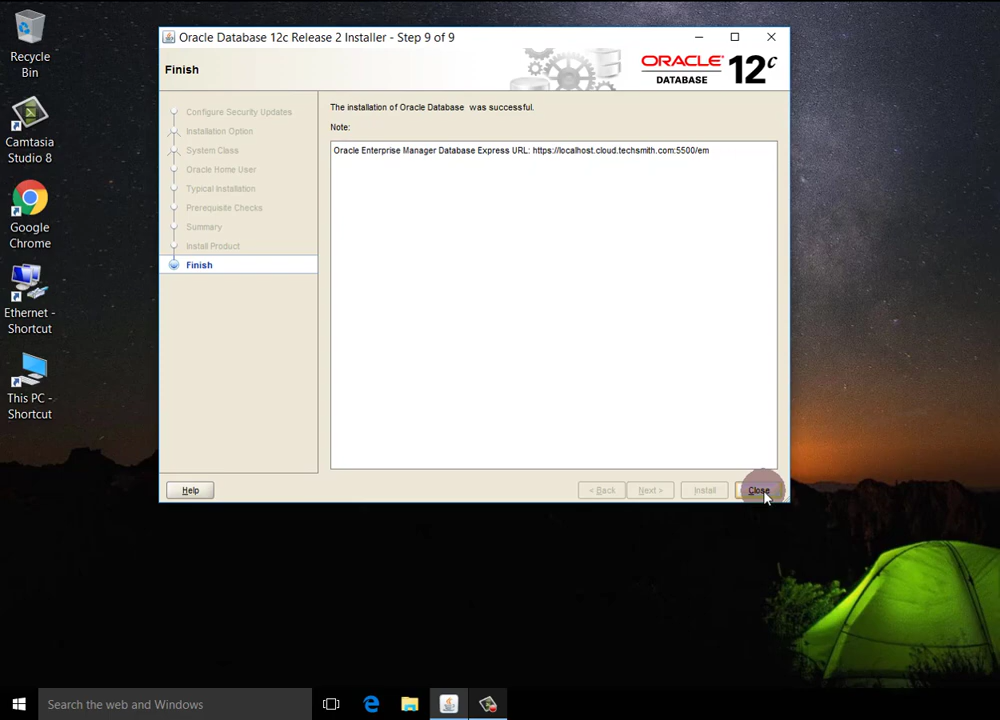 Recycle
Bin
Camtasia
Studio 8
Google
Chrome
Ethernet -
Shortcut
This PC -
Shortcut
Oracle Database 12c Release 2 Installer - Step 9 of 9
Finish
ORACLE
DATABASE
12c
Configure Security Updates
Installation Option
System Class
Oracle Home User
Typical Installation
Prerequisite Checks
Summary
Install Product
Finish
The installation of Oracle Database was successful.
Note:
Oracle Enterprise Manager Database Express URL: https://localhost.cloud.techsmith.com:5500/em
Help
< Back
Next >
Install
Close
Search the web and Windows